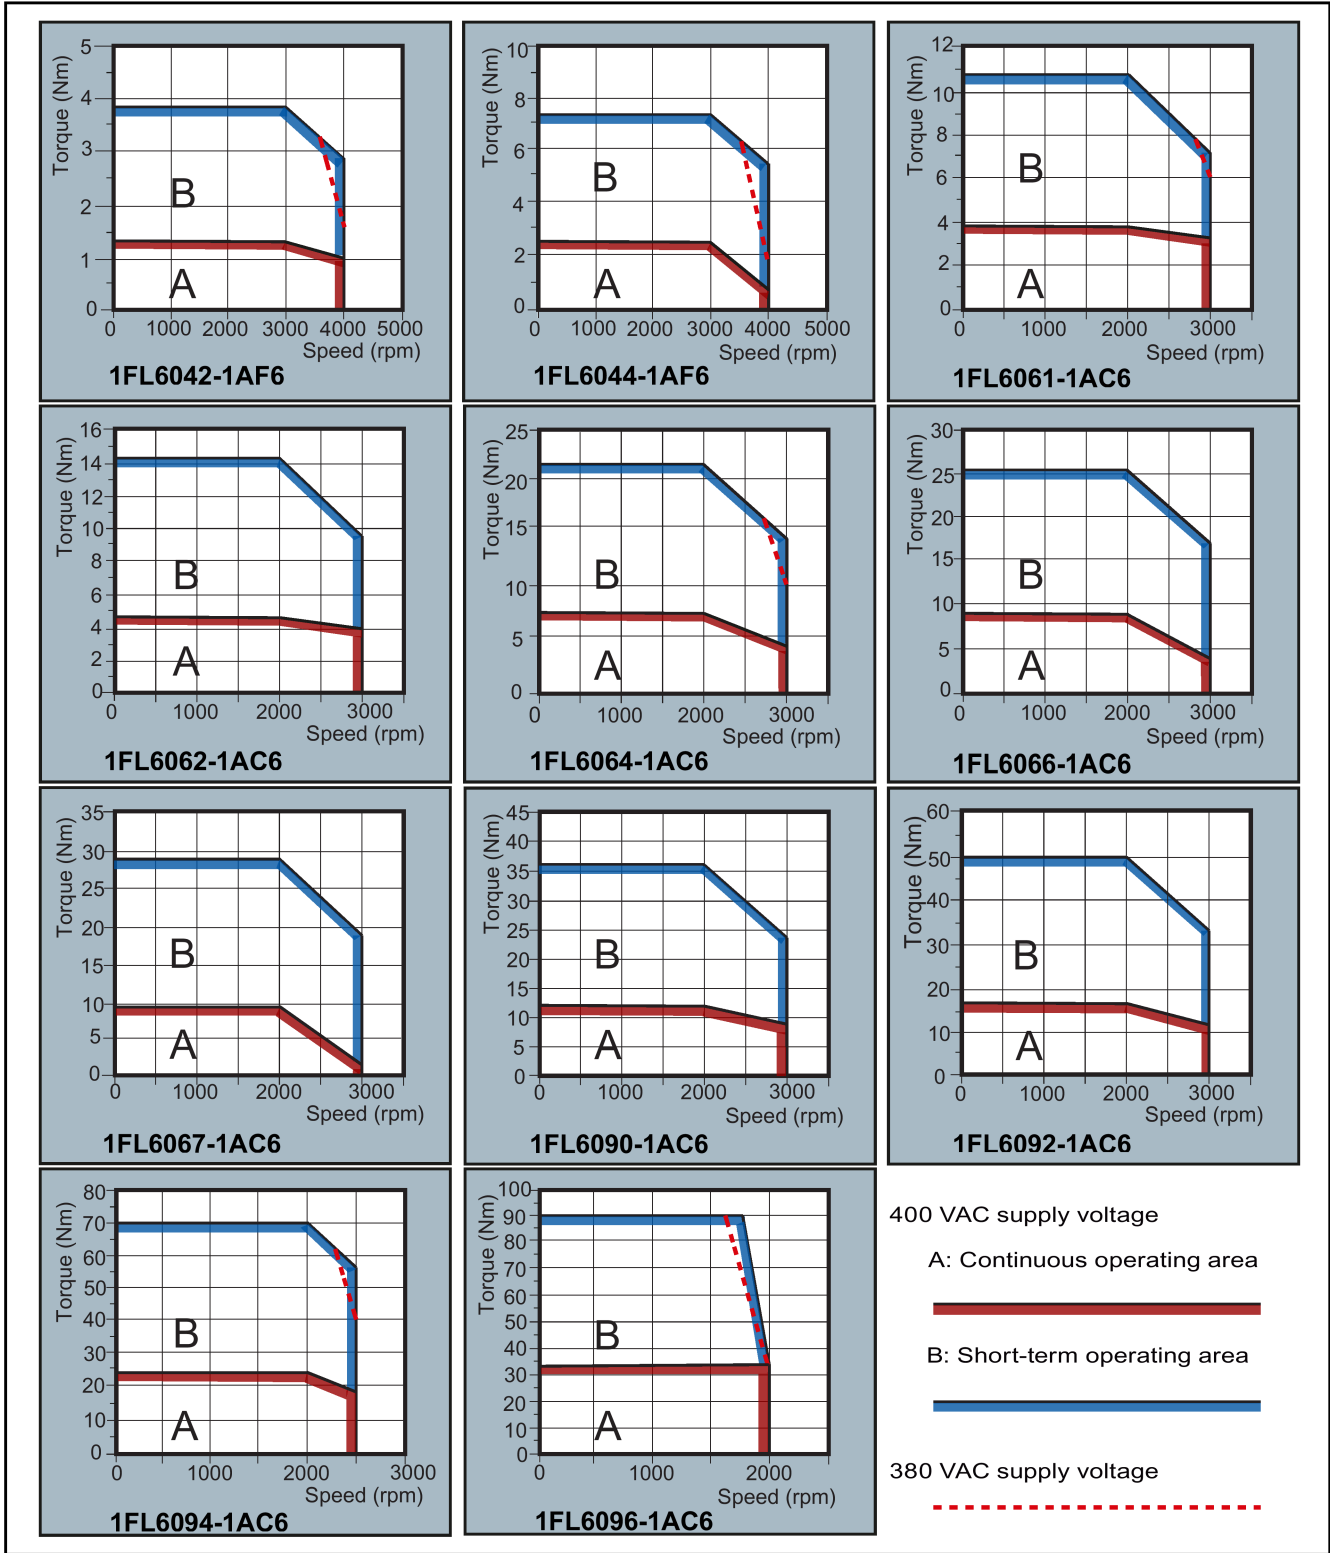 Torque (Nm)
5
4
3
2
1
0
B
A
0 1000 2000 3000 4000 5000
Speed (rpm)
1FL6042-1AF6
Torque (Nm)
10
8
6
4
2
0
B
A
0 1000 2000 3000 4000 5000
Speed (rpm)
1FL6044-1AF6
Torque (Nm)
12
10
8
6
4
2
0
B
A
0 1000 2000 3000
Speed (rpm)
1FL6061-1AC6
Torque (Nm)
16
14
12
10
8
6
4
2
0
B
A
0 1000 2000 3000
Speed (rpm)
1FL6062-1AC6
Torque (Nm)
25
20
15
10
5
0
B
A
0 1000 2000 3000
Speed (rpm)
1FL6064-1AC6
Torque (Nm)
30
25
20
15
10
5
0
B
A
0 1000 2000 3000
Speed (rpm)
1FL6066-1AC6
Torque (Nm)
35
30
25
20
15
10
5
0
B
A
0 1000 2000 3000
Speed (rpm)
1FL6067-1AC6
Torque (Nm)
45
40
35
30
25
20
15
10
5
0
B
A
0 1000 2000 3000
Speed (rpm)
1FL6090-1AC6
Torque (Nm)
60
50
40
30
20
10
0
B
A
0 1000 2000 3000
Speed (rpm)
1FL6092-1AC6
Torque (Nm)
80
70
60
50
40
30
20
10
0
B
A
0 1000 2000 3000
Speed (rpm)
1FL6094-1AC6
Torque (Nm)
100
90
80
70
60
50
40
30
20
10
0
B
A
0 1000 2000
Speed (rpm)
1FL6096-1AC6
400 VAC supply voltage
A: Continuous operating area
B: Short-term operating area
380 VAC supply voltage